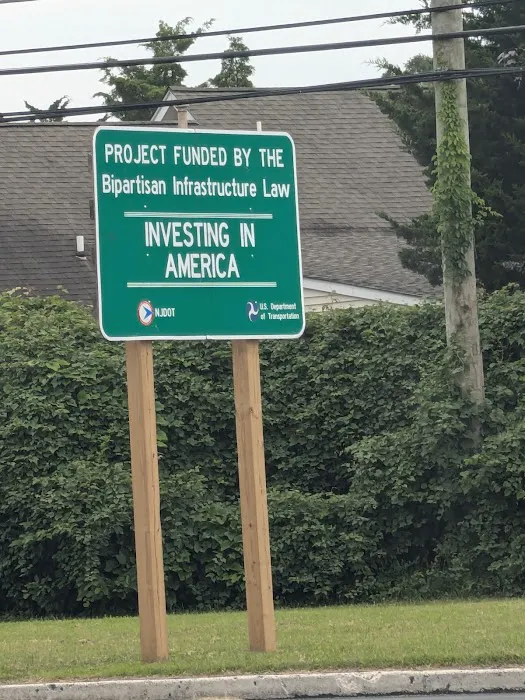 PROJECT FUNDED BY THE
Bipartisan Infrastructure Law
INVESTING IN
AMERICA
NJDOT
U.S. Department
of Transportation